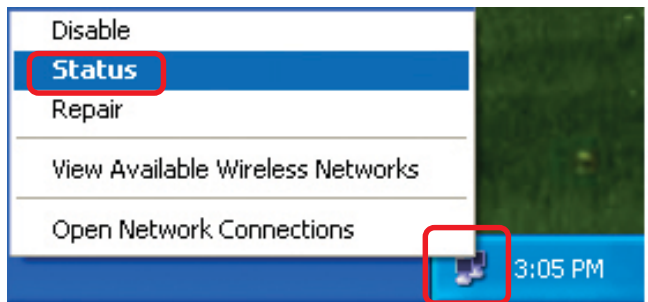 Disable
Status
Repair
View Available Wireless Networks
Open Network Connections
3:05 PM